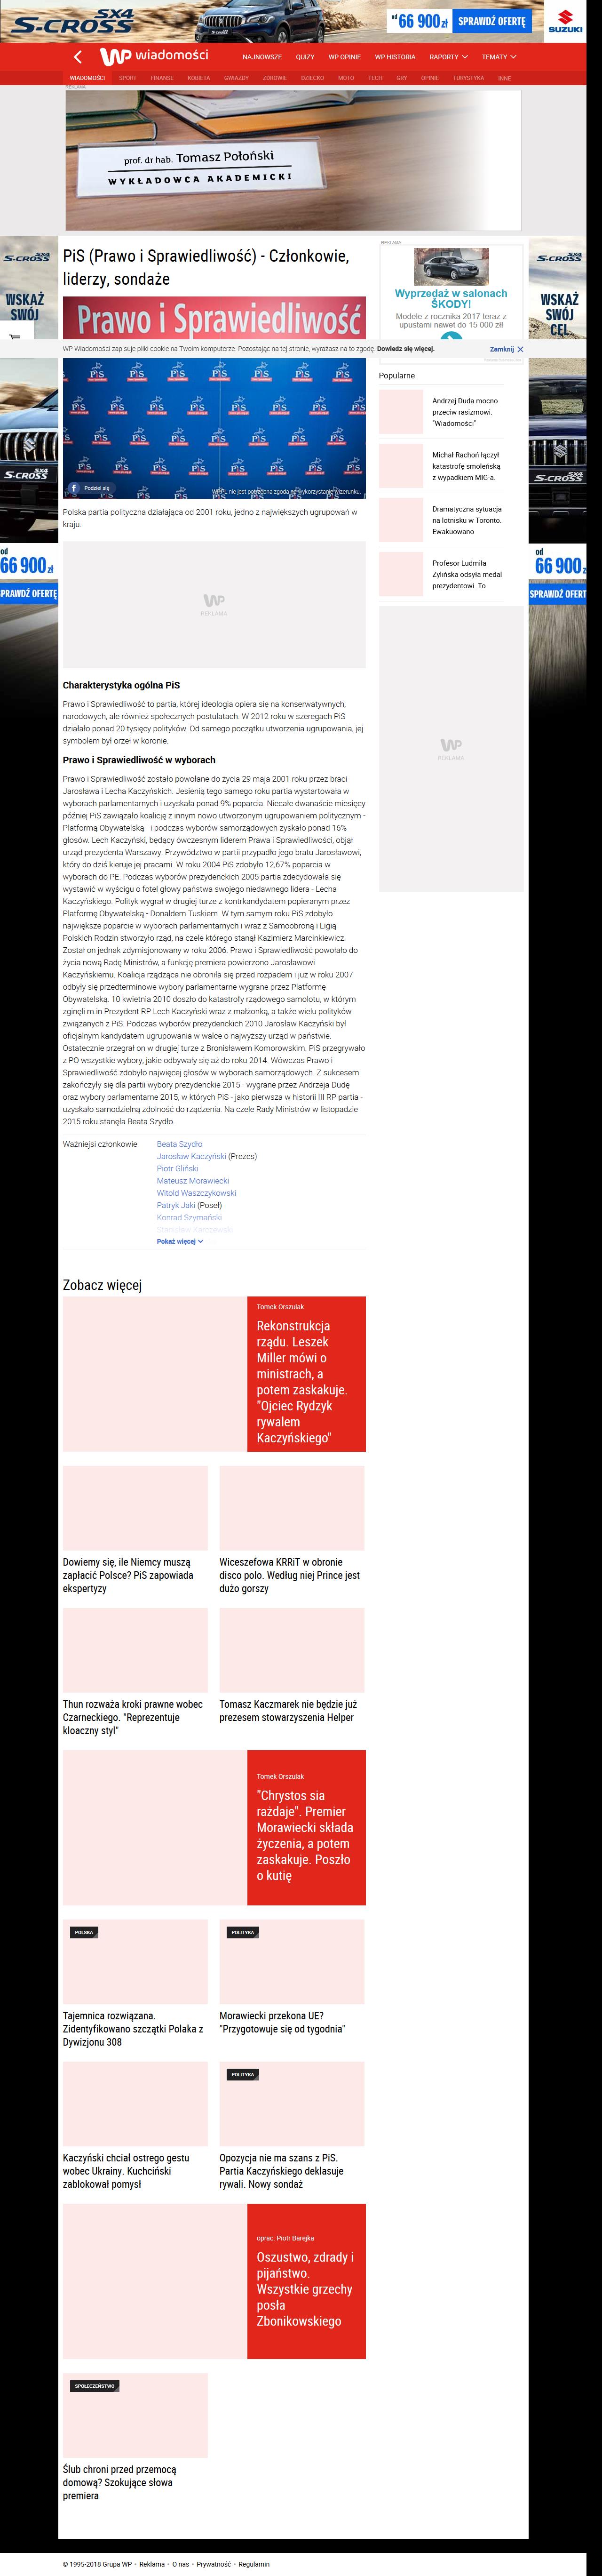 SX4
S-CROSS
od 66 900 zł
SPRAWDŹ OFERTĘ
SUZUKI
WP wiadomości
NAJNOWSZE QUIZY WP OPINIE WP HISTORIA RAPORTY TEMATY
WIADOMOŚCI SPORT FINANSE KOBIETA GWIAZDY ZDROWIE DZIECKO MOTO TECH GRY OPINIE TURYSTYKA INNE
REKLAMA
prof. dr hab. Tomasz Połoński
WYKŁADOWCA AKADEMICKI
S-CROSS
WSKAŻ
SWÓJ
PiS (Prawo i Sprawiedliwość) - Członkowie,
liderzy, sondaże
Prawo i Sprawiedliwość
REKLAMA
Wyprzedaż w salonach
ŠKODY!
Modele z rocznika 2017 teraz z
upustami nawet do 15 000 zł!
S-CROSS
WSKAŻ
SWÓJ
CEL
WP Wiadomości zapisuje pliki cookie na Twoim komputerze. Pozostając na tej stronie, wyrażasz na to zgodę. Dowiedz się więcej.
Zamknij
Podziel się
Polska partia polityczna działająca od 2001 roku, jedno z największych ugrupowań w
kraju.
WP
REKLAMA
Popularne
Andrzej Duda mocno
przeciw rasizmowi.
"Wiadomości"
Michał Rachoń łączył
katastrofę smoleńską
z wypadkiem MIG-a.
Dramatyczna sytuacja
na lotnisku w Toronto.
Ewakuowano
Profesor Ludmiła
Żylińska odsyła medal
prezydentowi. To
WP
REKLAMA
SX4
S-CROSS
od
66 900 zł
SPRAWDŹ OFERTĘ
SX4
S-CROSS
od
66 900 z
SPRAWDŹ OFERT
Charakterystyka ogólna PiS
Prawo i Sprawiedliwość to partia, której ideologia opiera się na konserwatywnych,
narodowych, ale również społecznych postulatach. W 2012 roku w szeregach PiS
działało ponad 20 tysięcy polityków. Od samego początku utworzenia ugrupowania, jej
symbolem był orzeł w koronie.
Prawo i Sprawiedliwość w wyborach
Prawo i Sprawiedliwość zostało powołane do życia 29 maja 2001 roku przez braci
Jarosława i Lecha Kaczyńskich. Jesienią tego samego roku partia wystartowała w
wyborach parlamentarnych i uzyskała ponad 9% poparcia. Niecałe dwanaście miesięcy
później PiS zawiązało koalicję z innym nowo utworzonym ugrupowaniem politycznym -
Platformą Obywatelską - i podczas wyborów samorządowych zyskało ponad 16%
głosów. Lech Kaczyński, będący ówczesnym liderem Prawa i Sprawiedliwości, objął
urząd prezydenta Warszawy. Przywództwo w partii przypadło jego bratu Jarosławowi,
który do dziś kieruje jej pracami. W roku 2004 PiS zdobyło 12,67% poparcia w
wyborach do PE. Podczas wyborów prezydenckich 2005 partia zdecydowała się
wystawić w wyścigu o fotel głowy państwa swojego niedawnego lidera - Lecha
Kaczyńskiego. Polityk wygrał w drugiej turze z kontrkandydatem popieranym przez
Platformę Obywatelską - Donaldem Tuskiem. W tym samym roku PiS zdobyło
największe poparcie w wyborach parlamentarnych i wraz z Samoobroną i Ligią
Polskich Rodzin stworzyło rząd, na czele którego stanął Kazimierz Marcinkiewicz.
Został on jednak zdymisjonowany w roku 2006. Prawo i Sprawiedliwość powołało do
życia nową Radę Ministrów, a funkcję premiera powierzono Jarosławowi
Kaczyńskiemu. Koalicja rządząca nie obroniła się przed rozpadem i już w roku 2007
odbyły się przedterminowe wybory parlamentarne wygrane przez Platformę
Obywatelską. 10 kwietnia 2010 doszło do katastrofy rządowego samolotu, w którym
zginęli m.in Prezydent RP Lech Kaczyński wraz z małżonką, a także wielu polityków
związanych z PiS. Podczas wyborów prezydenckich 2010 Jarosław Kaczyński był
oficjalnym kandydatem ugrupowania w walce o najwyższy urząd w państwie.
Ostatecznie przegrał on w drugiej turze z Bronisławem Komorowskim. PiS przegrywało
z PO wszystkie wybory, jakie odbywały się aż do roku 2014. Wówczas Prawo i
Sprawiedliwość zdobyło najwięcej głosów w wyborach samorządowych. Z sukcesem
zakończyły się dla partii wybory prezydenckie 2015 - wygrane przez Andrzeja Dudę
oraz wybory parlamentarne 2015, w których PiS - jako pierwsza w historii III RP partia -
uzyskało samodzielną zdolność do rządzenia. Na czele Rady Ministrów w listopadzie
2015 roku stanęła Beata Szydło.
Ważniejsi członkowie
Beata Szydło
Jarosław Kaczyński (Prezes)
Piotr Gliński
Mateusz Morawiecki
Witold Waszczykowski
Patryk Jaki (Poseł)
Konrad Szymański
Pokaż więcej
Zobacz więcej
Tomek Orszulak
Rekonstrukcja
rządu. Leszek
Miller mówi o
ministrach, a
potem zaskakuje.
"Ojciec Rydzyk
rywalem
Kaczyńskiego"
Dowiemy się, ile Niemcy muszą
zapłacić Polsce? PiS zapowiada
ekspertyzy
Wiceszefowa KRRiT w obronie
disco polo. Według niej Prince jest
dużo gorszy
Thun rozważa kroki prawne wobec
Czarneckiego. "Reprezentuje
kloaczny styl"
Tomasz Kaczmarek nie będzie już
prezesem stowarzyszenia Helper
Tomek Orszulak
"Chrystos sia
rażdaje". Premier
Morawiecki składa
życzenia, a potem
zaskakuje. Poszło
o kutię
POLSKA
Tajemnica rozwiązana.
Zidentyfikowano szczątki Polaka z
Dywizjonu 308
POLITYKA
Morawiecki przekona UE?
"Przygotowuje się od tygodnia"
Kaczyński chciał ostrego gestu
wobec Ukrainy. Kuchciński
zablokował pomysł
POLITYKA
Opozycja nie ma szans z PiS.
Partia Kaczyńskiego deklasuje
rywali. Nowy sondaż
oprac. Piotr Barejka
Oszustwo, zdrady i
pijaństwo.
Wszystkie grzechy
posła
Zbonikowskiego
SPOŁECZEŃSTWO
Ślub chroni przed przemocą
domową? Szokujące słowa
premiera
© 1995-2018 Grupa WP · Reklama · O nas · Prywatność · Regulamin